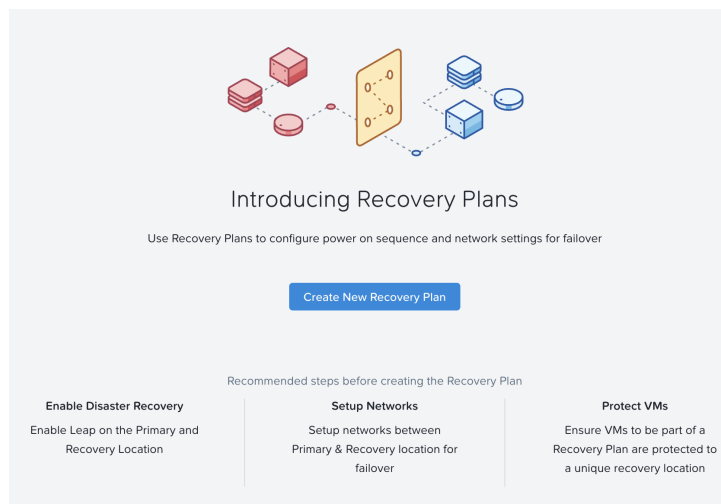 Introducing Recovery Plans
Use Recovery Plans to configure power on sequence and network settings for failover
Create New Recovery Plan
Recommended steps before creating the Recovery Plan
Enable Disaster Recovery
Enable Leap on the Primary and
Recovery Location
Setup Networks
Setup networks between
Primary & Recovery location for
failover
Protect VMs
Ensure VMs to be part of a
Recovery Plan are protected to
a unique recovery location